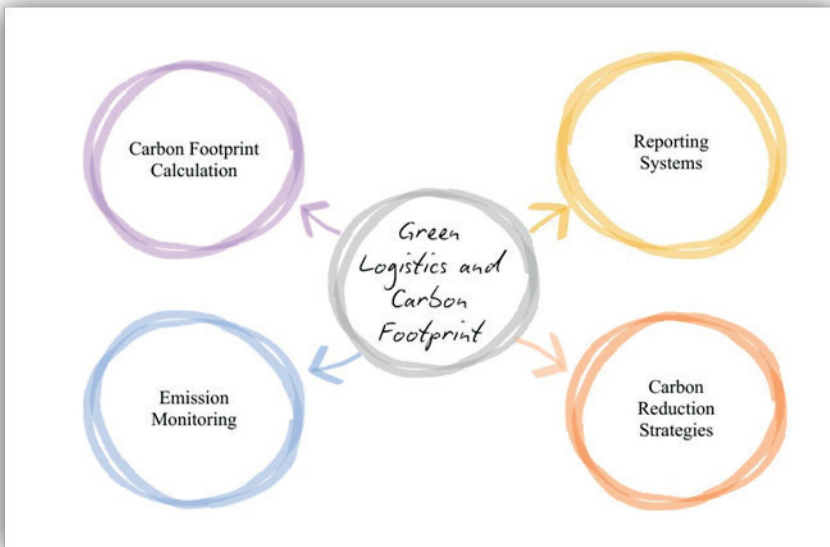 Carbon Footprint
Calculation
Reporting
Systems
Green
Logistics and
Carbon
Footprint
Emission
Monitoring
Carbon
Reduction
Strategies